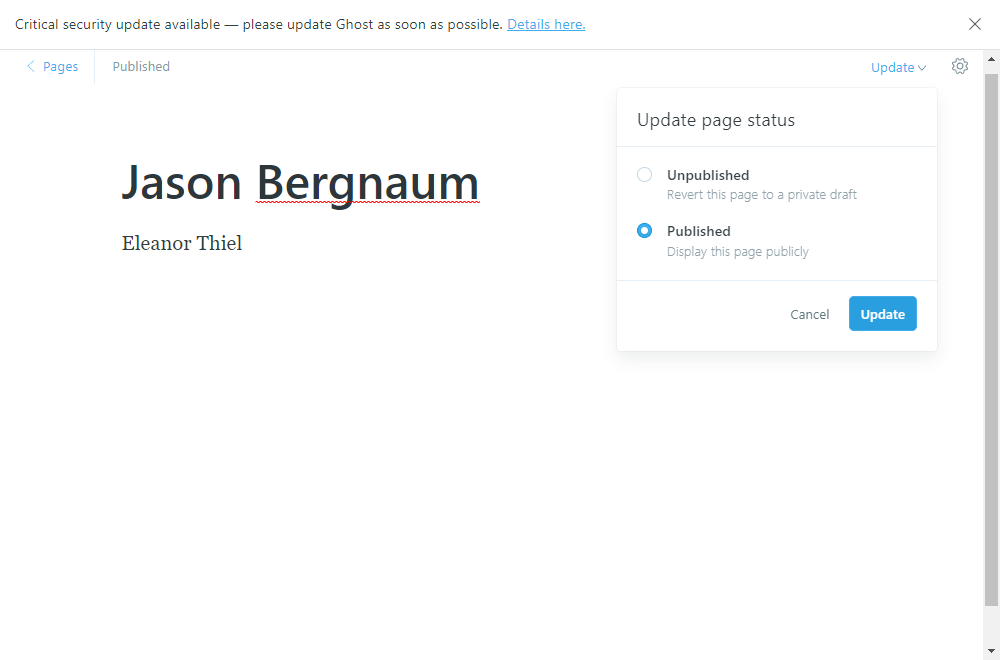 Critical security update available — please update Ghost as soon as possible. Details here.
Pages
Published
Update
Update page status
Unpublished
Revert this page to a private draft
Published
Display this page publicly
Cancel
Update
Jason Bergnaum
Eleanor Thiel